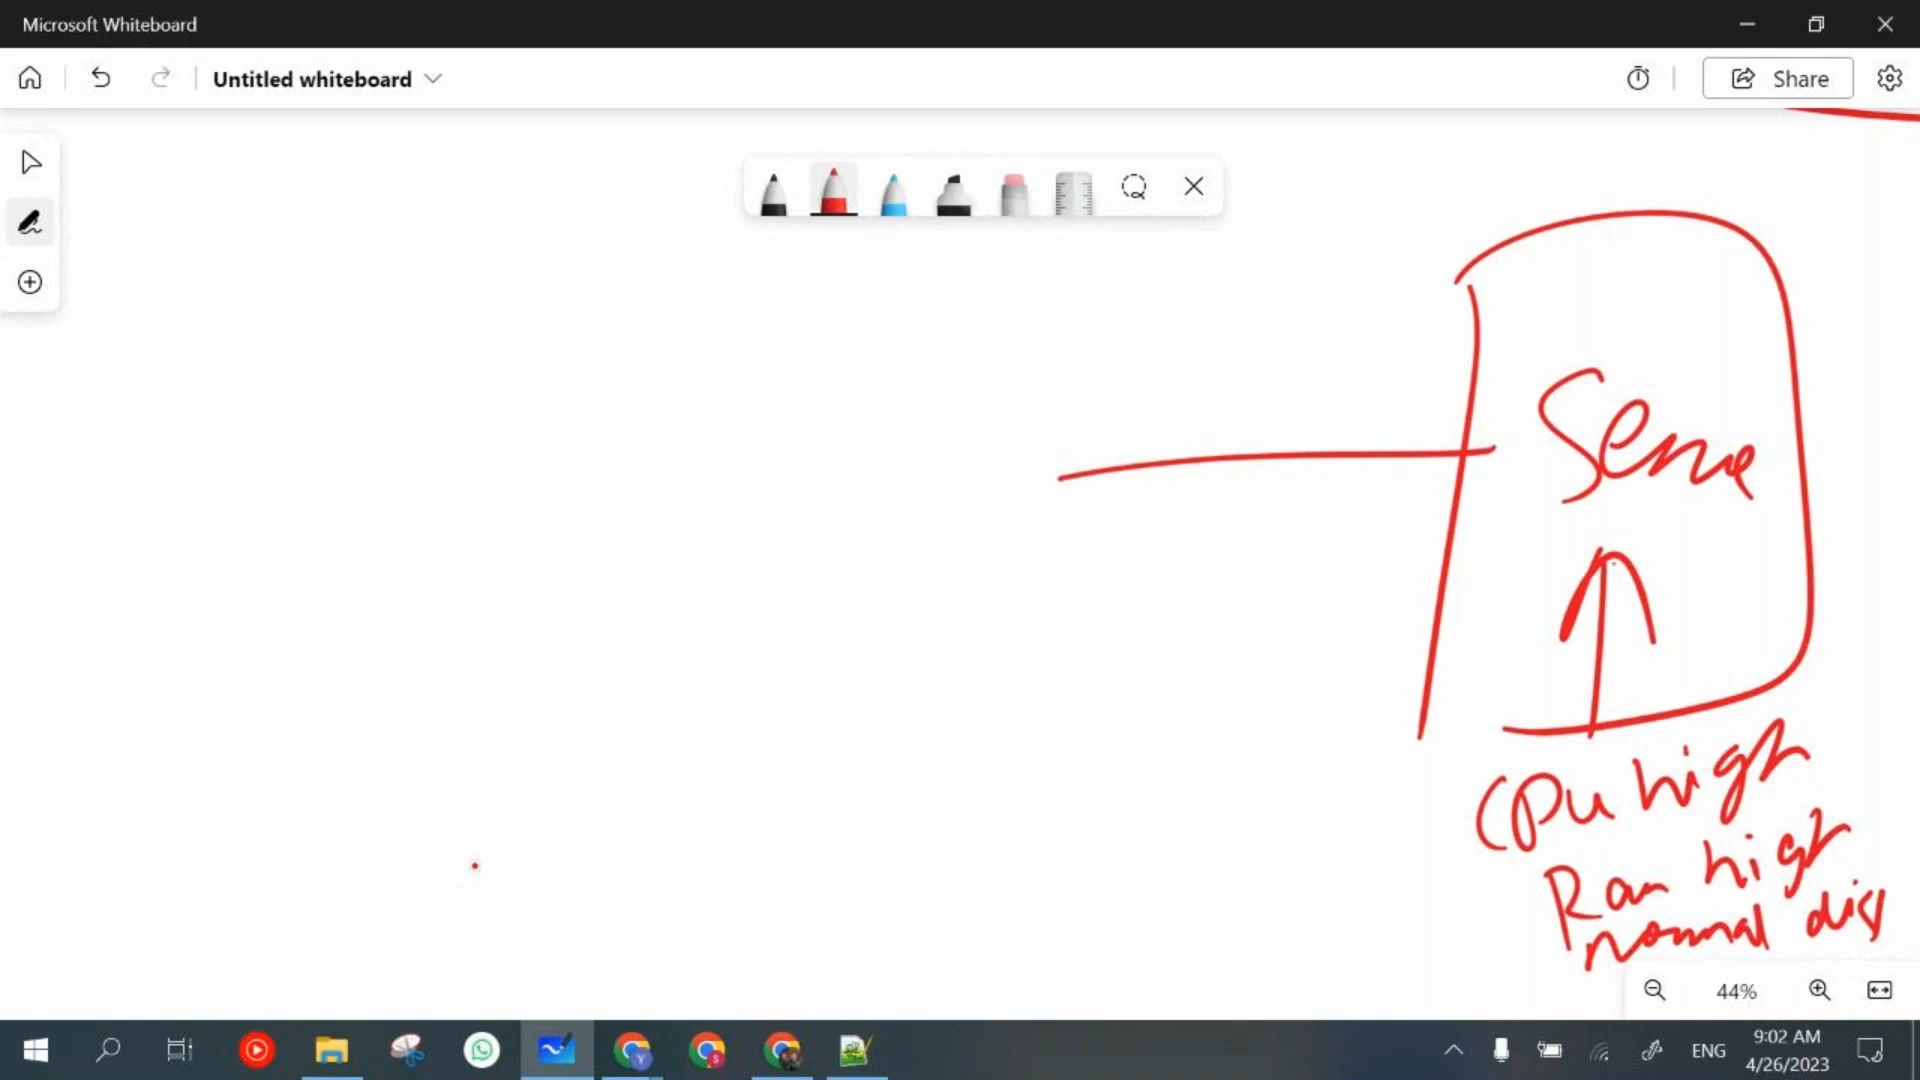 Microsoft Whiteboard
Untitled whiteboard
Share
Serve
CPU high
Ram high
normal disk
44%
ENG
9:02 AM
4/26/2023